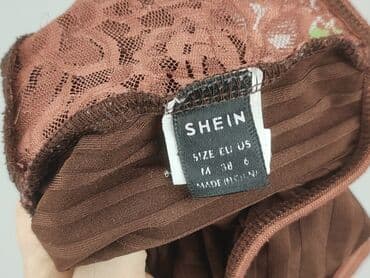 SHEIN
SIZE EU US
M 38 6
MADE IN CHINA